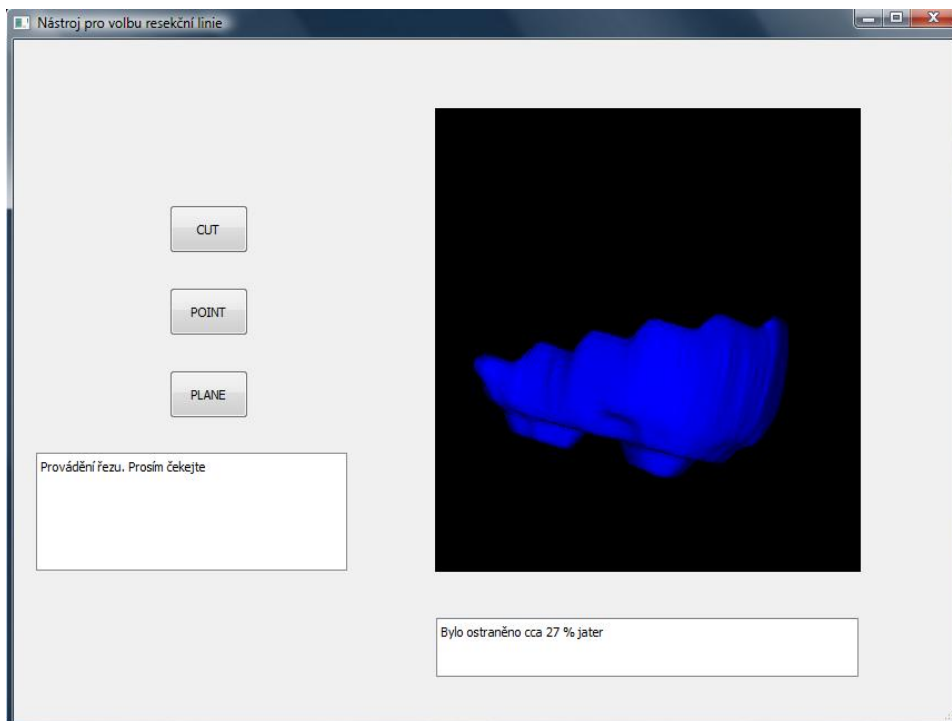 Nástroj pro volbu resekční linie
CUT
POINT
PLANE
Provádění řezu. Prosím čekejte
Bylo ostraněno cca 27 % jater